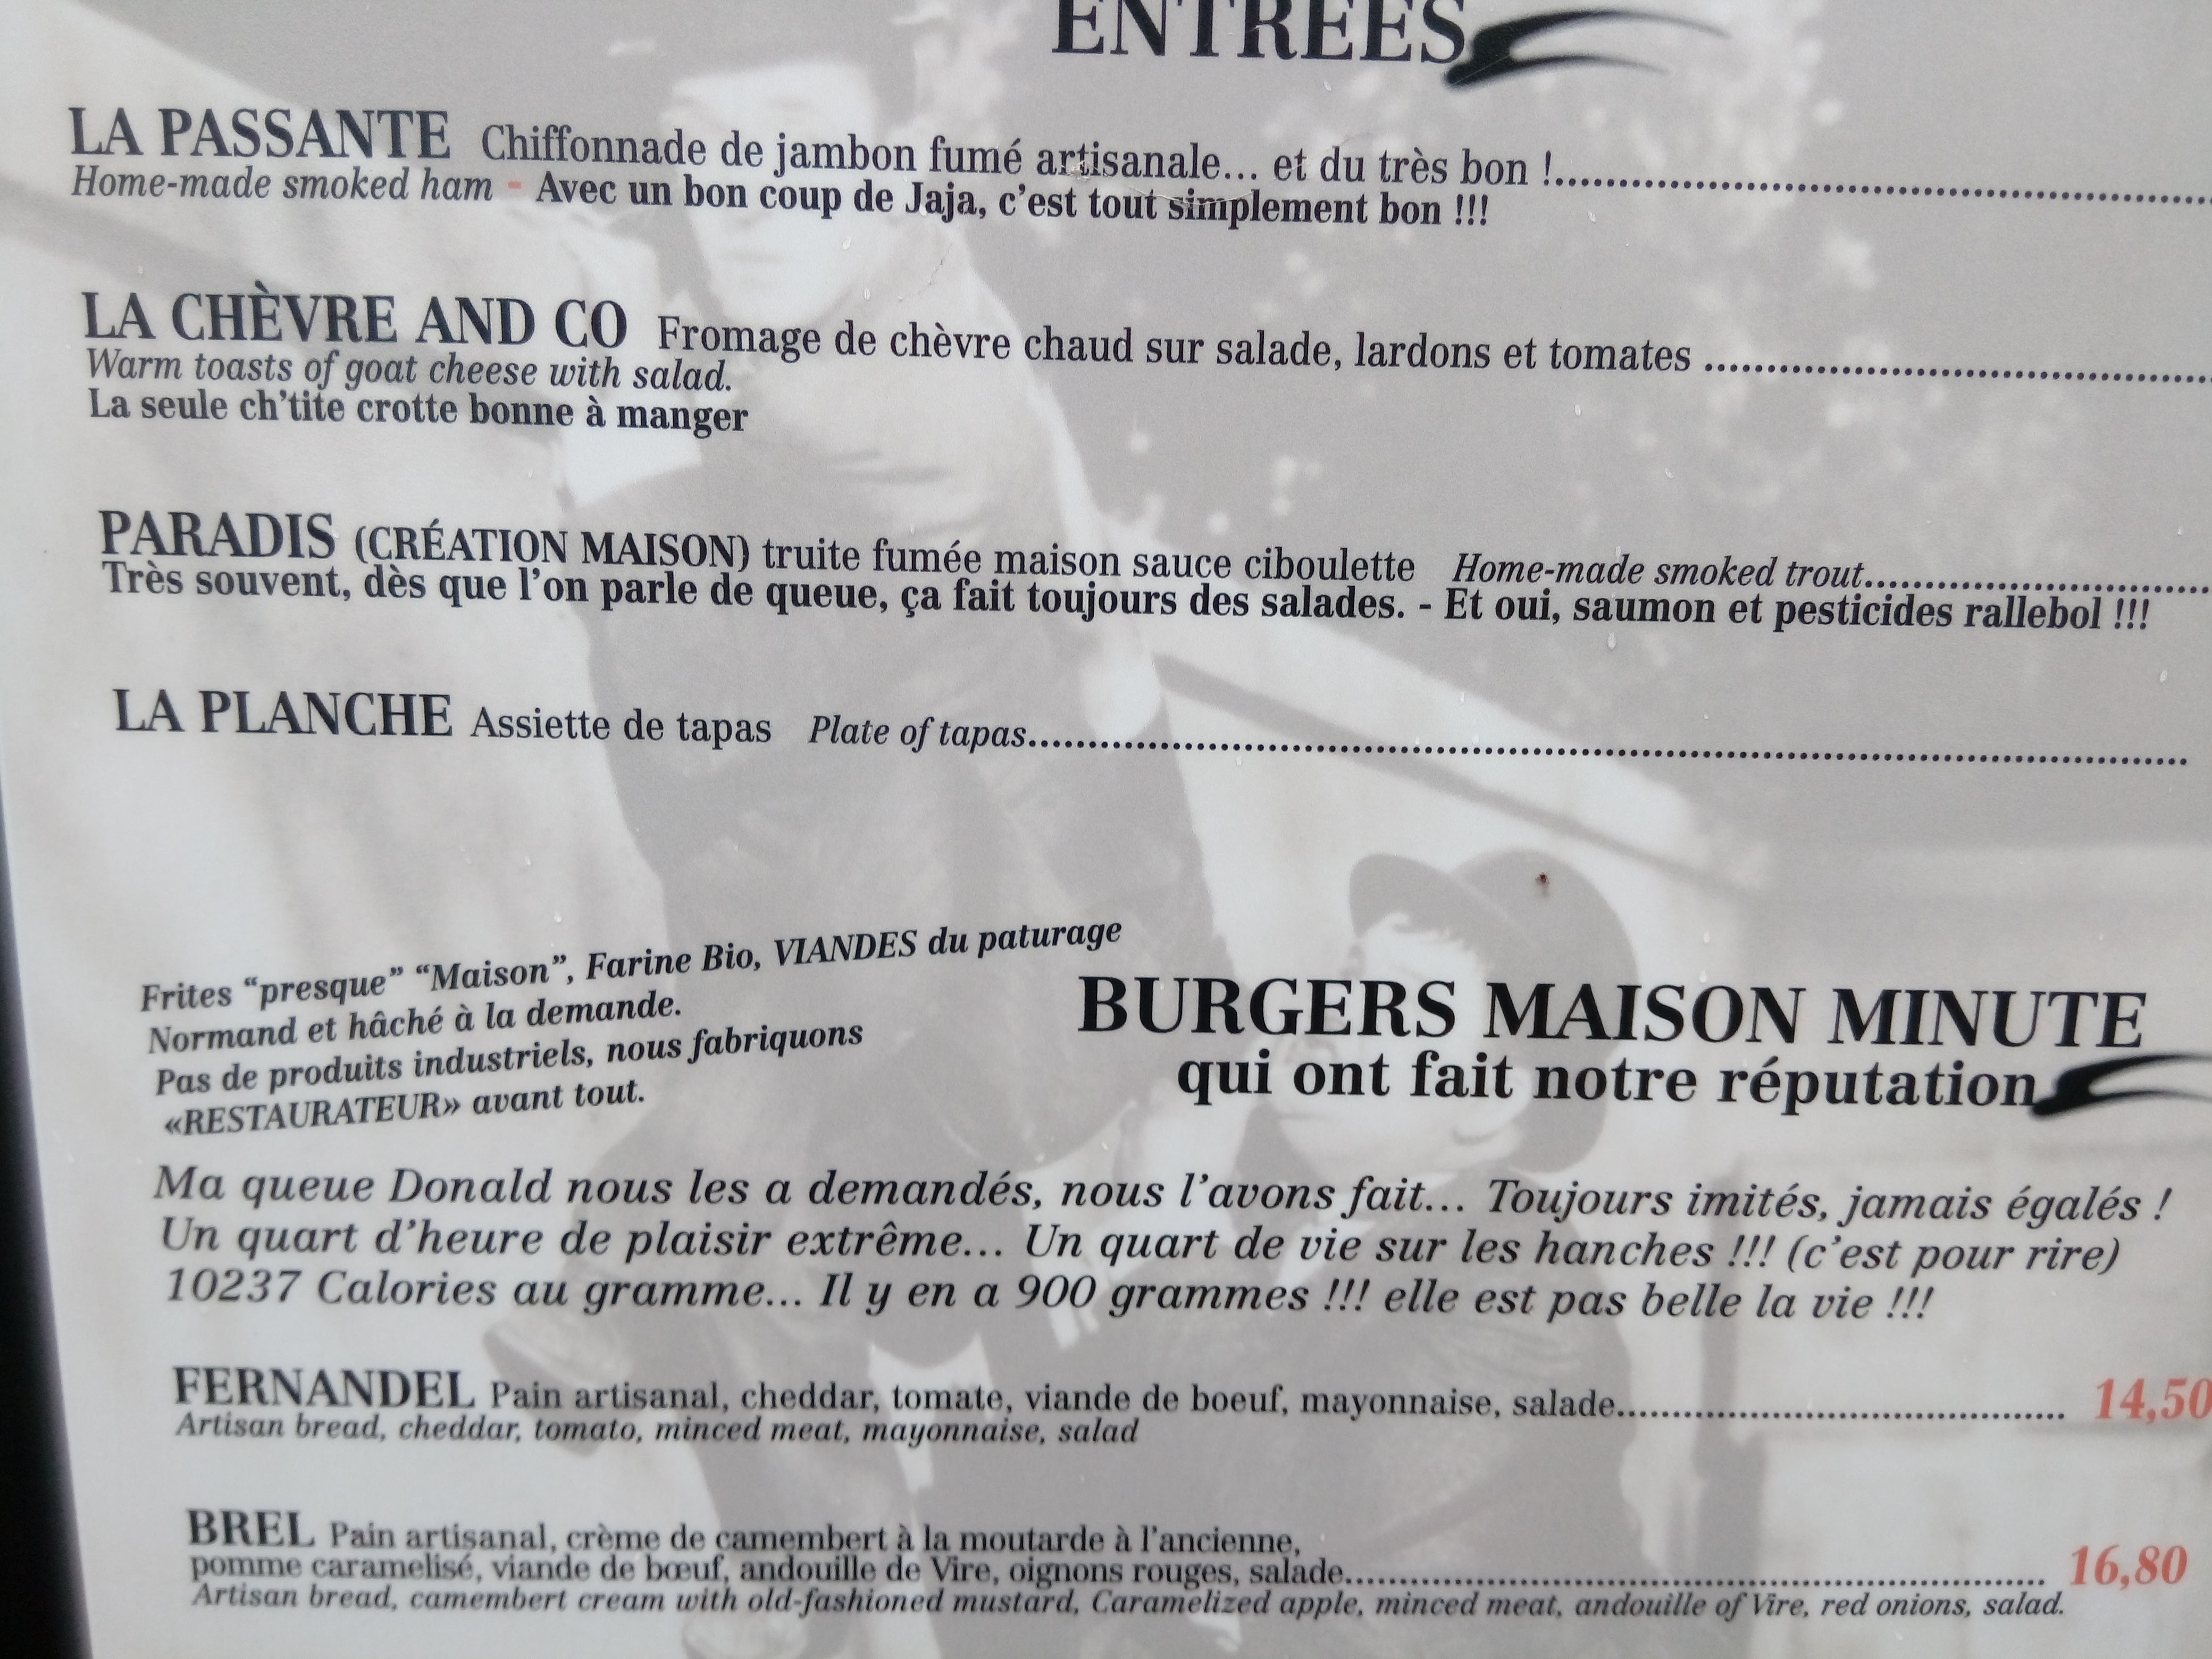 ENTREES
LA PASSANTE Chiffonnade de jambon fumé artisanale... et du très bon !
Home-made smoked ham - Avec un bon coup de Jaja, c'est tout simplement bon !!!
LA CHÈVRE AND CO Fromage de chèvre chaud sur salade, lardons et tomates
Warm toasts of goat cheese with salad.
La seule ch'tite crotte bonne à manger
PARADIS (CRÉATION MAISON) truite fumée maison sauce ciboulette Home-made smoked trout
Très souvent, dès que l'on parle de queue, ça fait toujours des salades. - Et oui, saumon et pesticides rallebol !!!
LA PLANCHE Assiette de tapas Plate of tapas
Frites "presque" "Maison", Farine Bio, VIANDES du paturage
Normand et hâché à la demande.
Pas de produits industriels, nous fabriquons
«RESTAURATEUR» avant tout.
BURGERS MAISON MINUTE
qui ont fait notre réputation
Ma queue Donald nous les a demandés, nous l'avons fait... Toujours imités, jamais égalés !
Un quart d'heure de plaisir extrême... Un quart de vie sur les hanches !!! (c'est pour rire)
10237 Calories au gramme... Il y en a 900 grammes !!! elle est pas belle la vie !!!
FERNANDEL Pain artisanal, cheddar, tomate, viande de boeuf, mayonnaise, salade 14,50
Artisan bread, cheddar, tomato, minced meat, mayonnaise, salad
BREL Pain artisanal, crème de camembert à la moutarde à l'ancienne,
pomme caramelisé, viande de bœuf, andouille de Vire, oignons rouges, salade 16,80
Artisan bread, camembert cream with old-fashioned mustard, Caramelized apple, minced meat, andouille of Vire, red onions, salad.